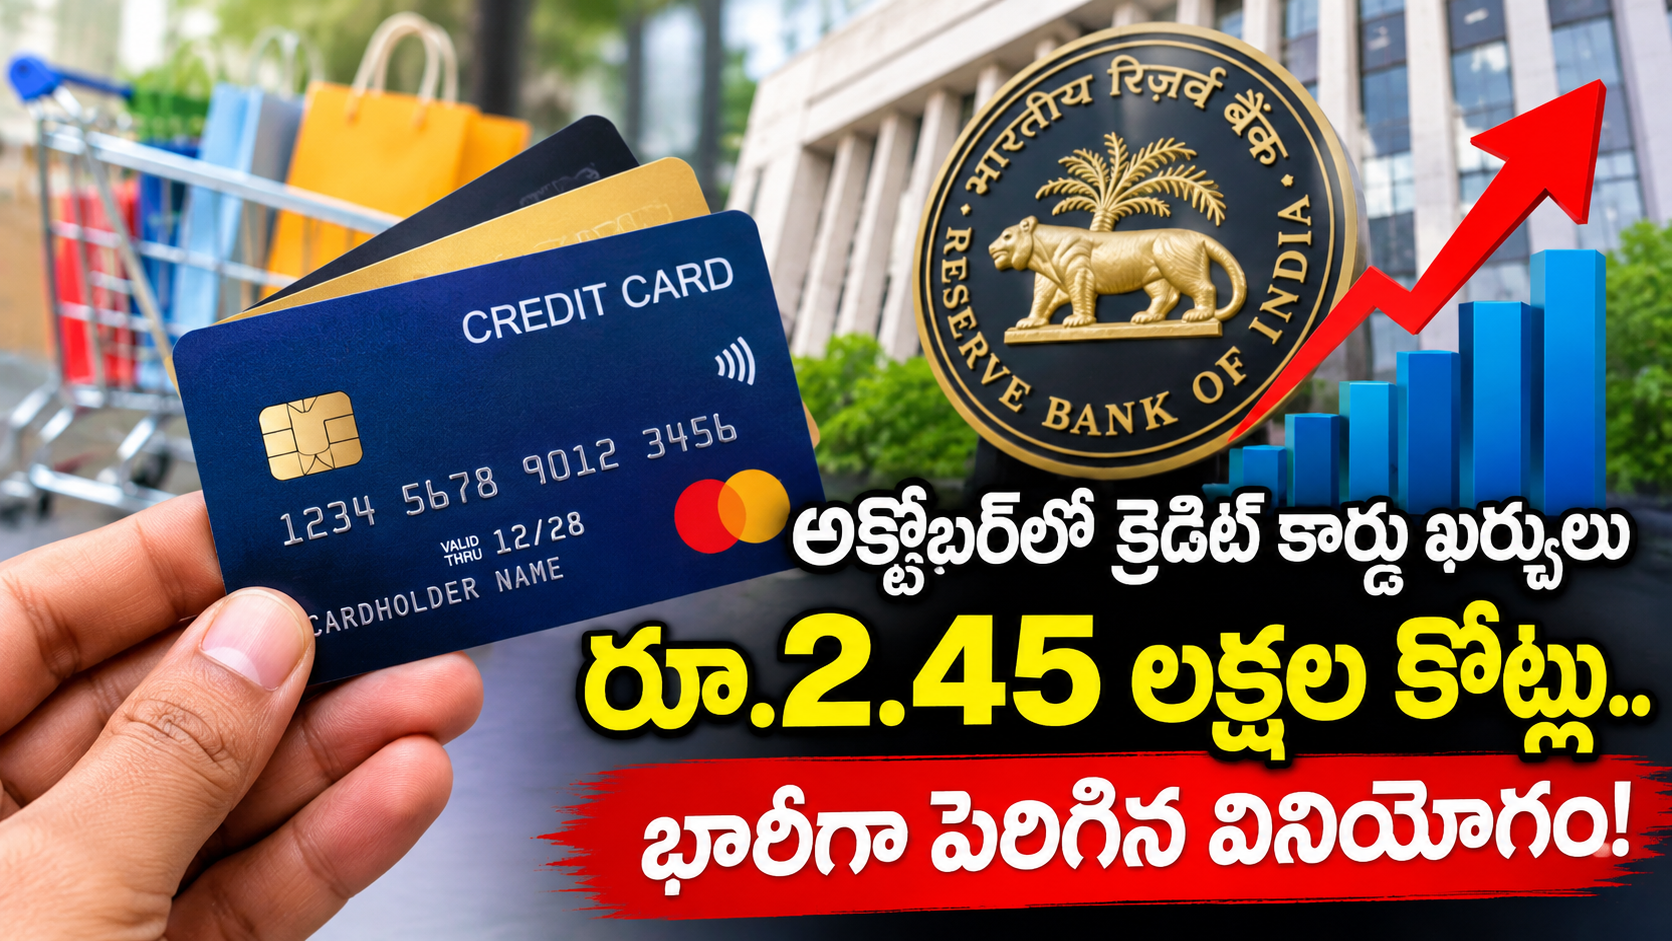 CREDIT CARD
1234 5678 9012 3456
VALID
THRU 12/28
CARDHOLDER NAME
भारतीय रिज़र्व बैंक
RESERVE BANK OF INDIA
అక్టోబర్‌లో క్రెడిట్ కార్డు ఖర్చులు
రూ.2.45 లక్షల కోట్లు..
భారీగా పెరిగిన వినియోగం!